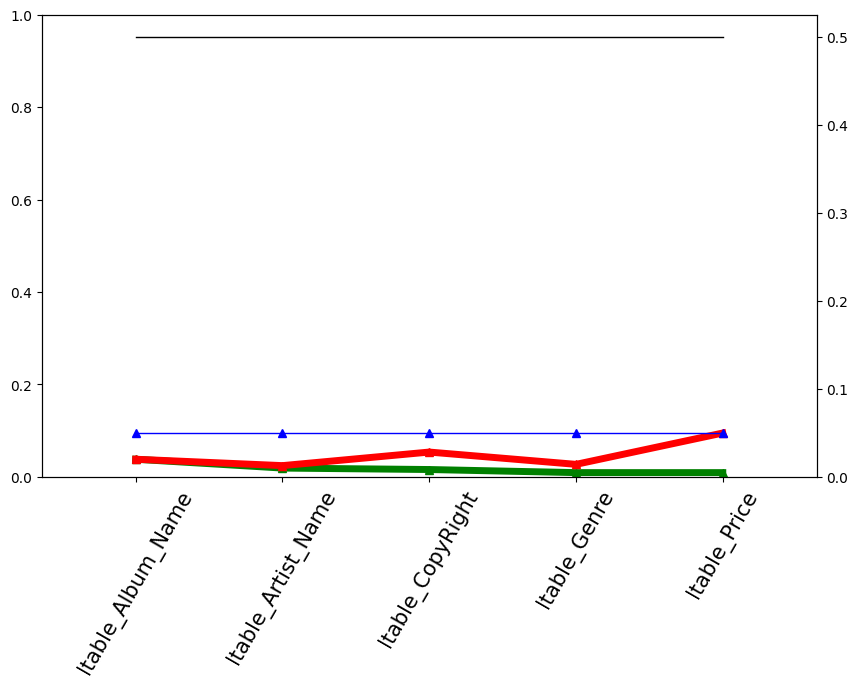 1.0
0.8
0.6
0.4
0.2
0.0
0.5
0.4
0.3
0.2
0.1
0.0
Itable_Album_Name
Itable_Artist_Name
Itable_CopyRight
Itable_Genre
Itable_Price